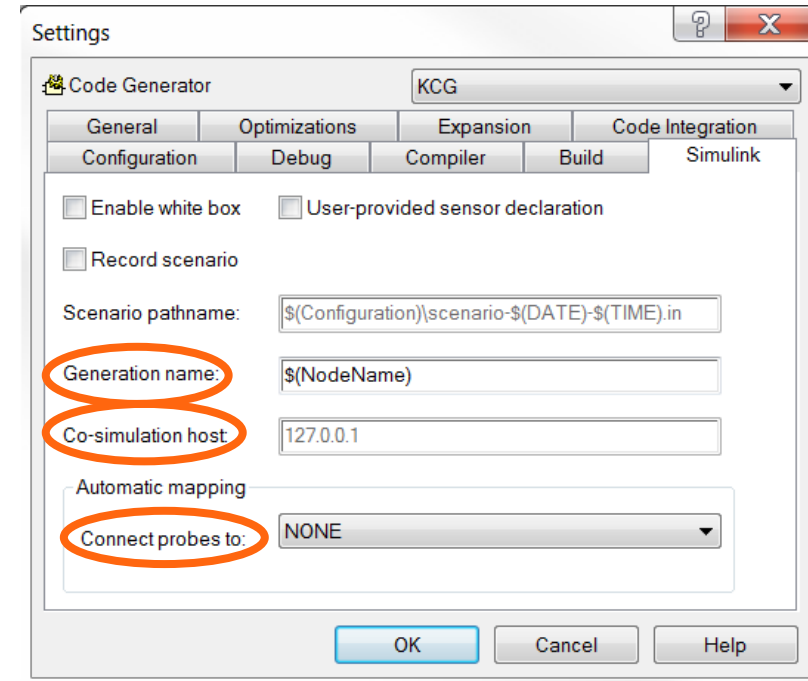 Settings
Code Generator KCG
General Optimizations Expansion Code Integration
Configuration Debug Compiler Build Simulink
Enable white box User-provided sensor declaration
Record scenario
Scenario pathname: $(Configuration)\scenario-$(DATE)-$(TIME).in
Generation name: $(NodeName)
Co-simulation host: 127.0.0.1
Automatic mapping
Connect probes to: NONE
OK Cancel Help